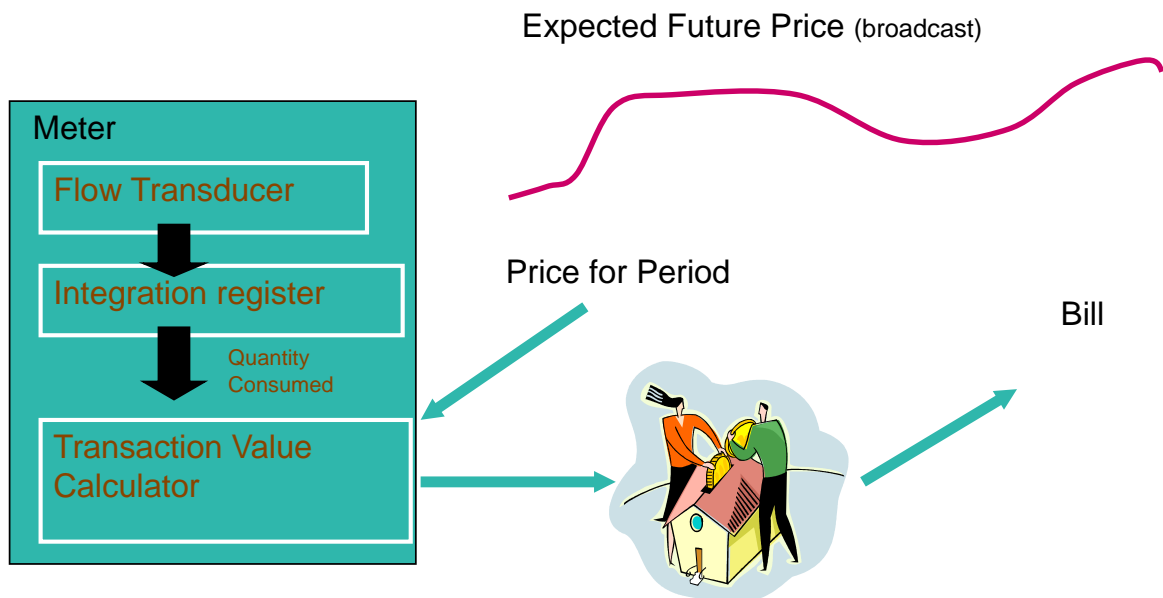 Expected Future Price (broadcast)
Meter
Flow Transducer
Integration register
Quantity
Consumed
Transaction Value
Calculator
Price for Period
Bill